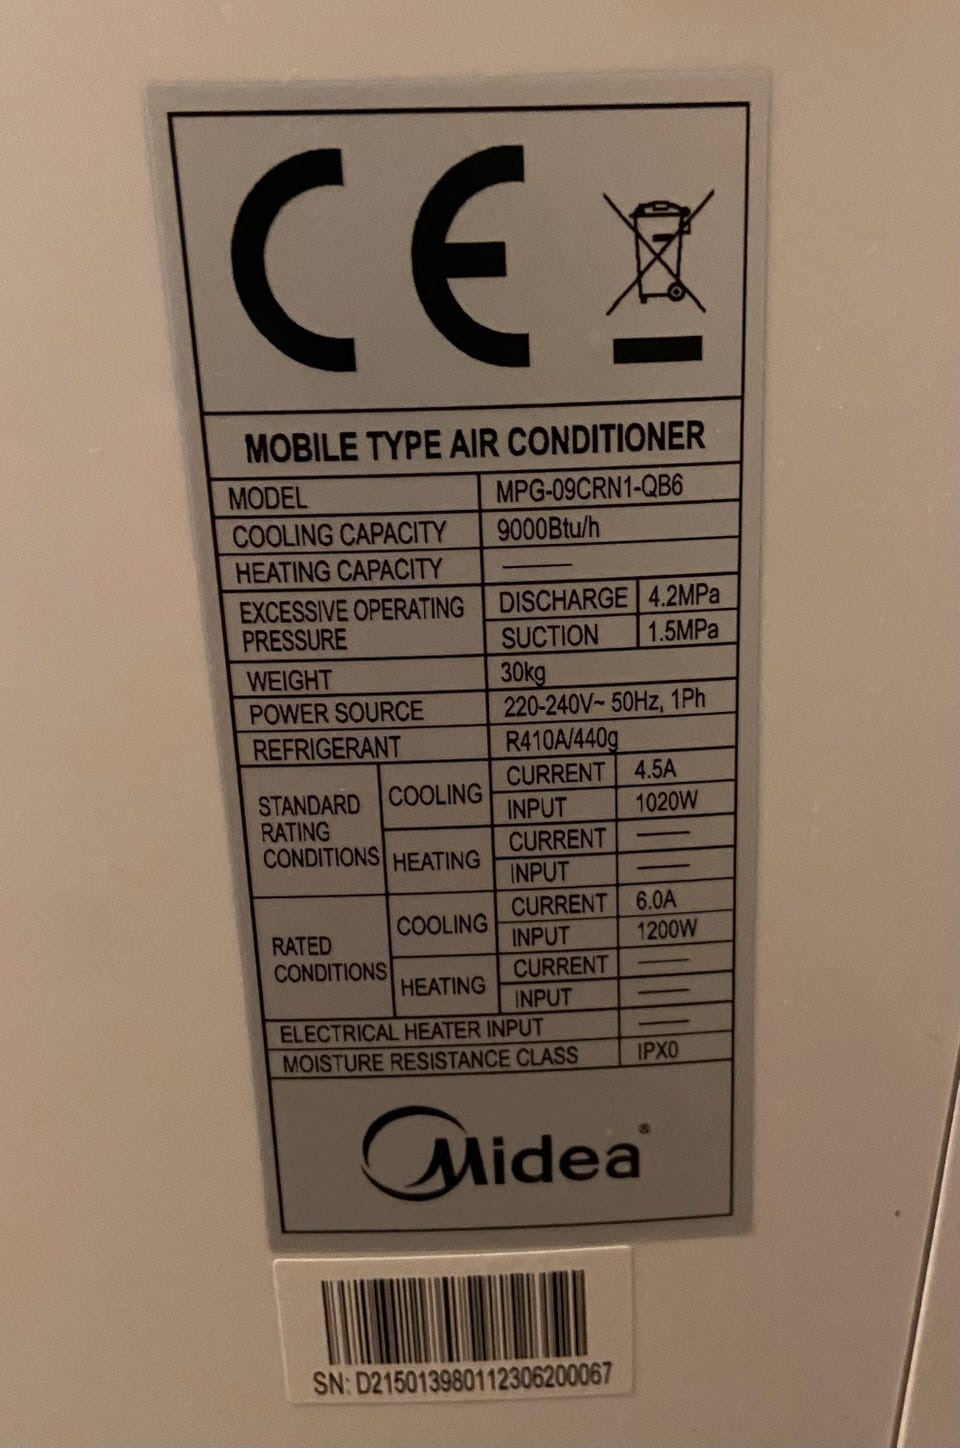 CE
MOBILE TYPE AIR CONDITIONER
MODEL MPG-09CRN1-QB6
COOLING CAPACITY 9000Btu/h
HEATING CAPACITY ———
EXCESSIVE OPERATING PRESSURE DISCHARGE 4.2MPa
SUCTION 1.5MPa
WEIGHT 30kg
POWER SOURCE 220-240V~ 50Hz, 1Ph
REFRIGERANT R410A/440g
STANDARD RATING CONDITIONS COOLING CURRENT 4.5A
INPUT 1020W
HEATING CURRENT ———
INPUT ———
RATED CONDITIONS COOLING CURRENT 6.0A
INPUT 1200W
HEATING CURRENT ———
INPUT ———
ELECTRICAL HEATER INPUT ———
MOISTURE RESISTANCE CLASS IPX0
Midea®
SN: D215013980112306200067